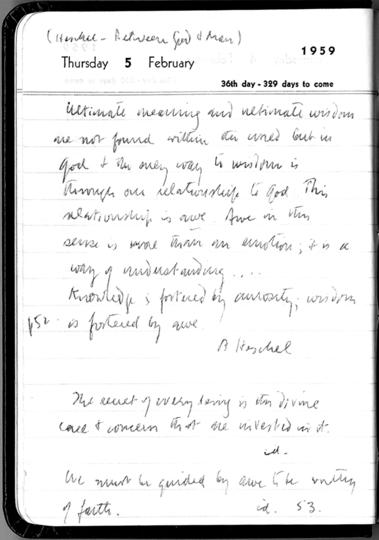 (Heschel - Between God & Man)
1959
Thursday 5 February
36th day - 329 days to come
Ultimate meaning and ultimate wisdom
are not found within the world but in
God & the only way to wisdom is
through our relationship to God This
relationship is awe. Awe in this
sense is more than an emotion; it is a
way of understanding....
Knowledge is fostered by curiosity; wisdom
p52. is fostered by awe.
A Heschel
The secret of every being is the divine
care & concern that are invested in it.
id.
We must be guided by awe to be worthy
of faith. id. 53.